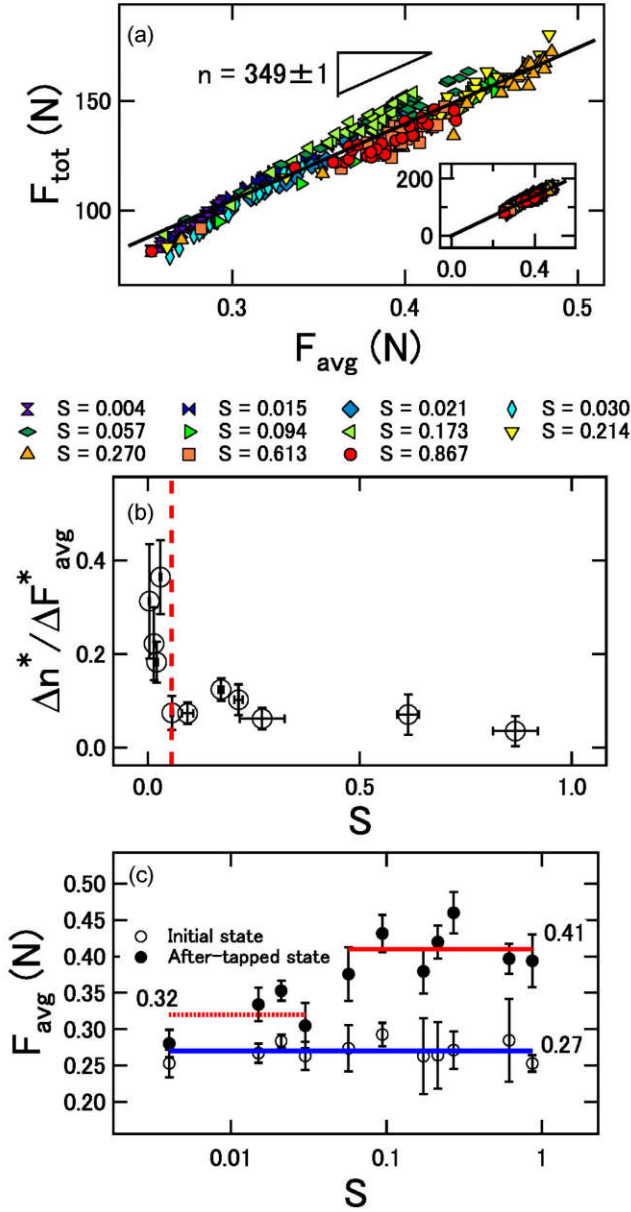 (a)
n = 349±1
F_tot (N)
150
100
200
0
0.0 0.4
0.3 0.4 0.5
F_avg (N)
S = 0.004 S = 0.015 S = 0.021 S = 0.030
S = 0.057 S = 0.094 S = 0.173 S = 0.214
S = 0.270 S = 0.613 S = 0.867
(b)
Δn*/ΔF*_avg
0.4
0.2
0.0
0.0 0.5 1.0
S
(c)
F_avg (N)
0.50
0.45
0.40
0.35
0.30
0.25
0.20
Initial state
After-tapped state
0.41
0.32
0.27
0.01 0.1 1
S